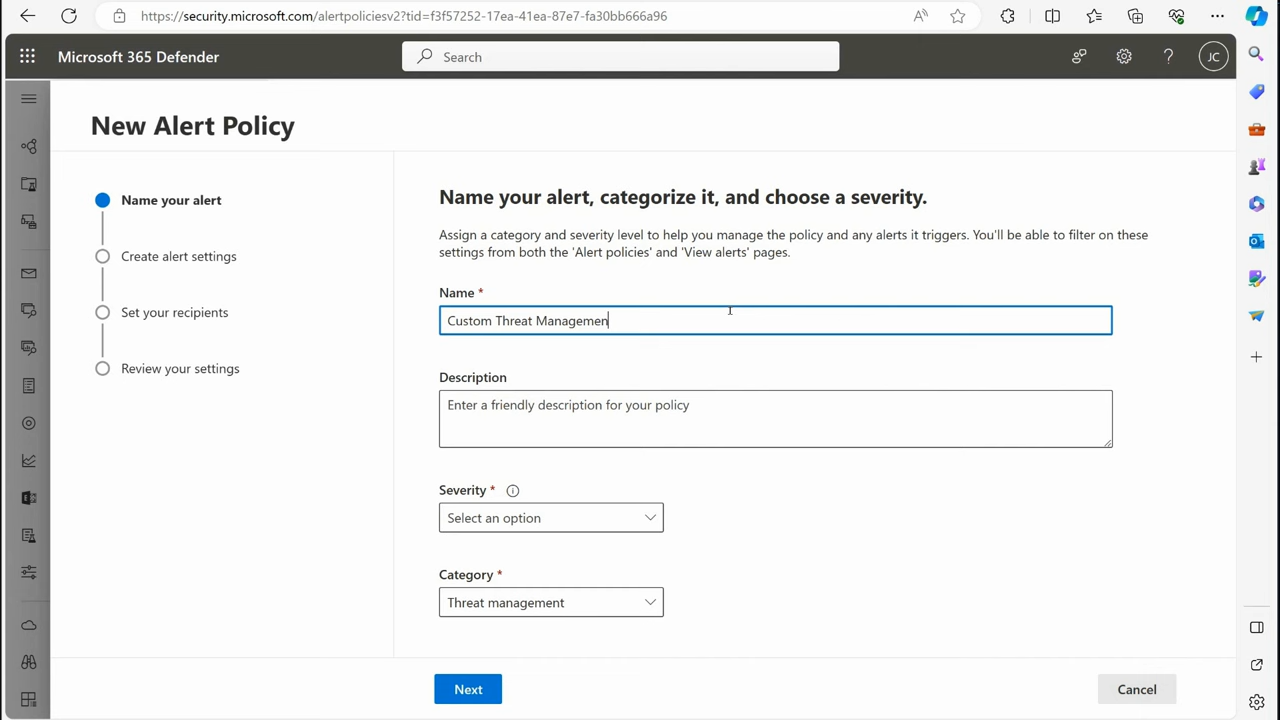 https://security.microsoft.com/alertpoliciesv2?tid=f3f57252-17ea-41ea-87e7-fa30bb666a96
Microsoft 365 Defender
Search
JC
New Alert Policy
Name your alert
Create alert settings
Set your recipients
Review your settings
Name your alert, categorize it, and choose a severity.
Assign a category and severity level to help you manage the policy and any alerts it triggers. You'll be able to filter on these
settings from both the 'Alert policies' and 'View alerts' pages.
Name *
Custom Threat Managemen
Description
Enter a friendly description for your policy
Severity *
Select an option
Category *
Threat management
Next
Cancel